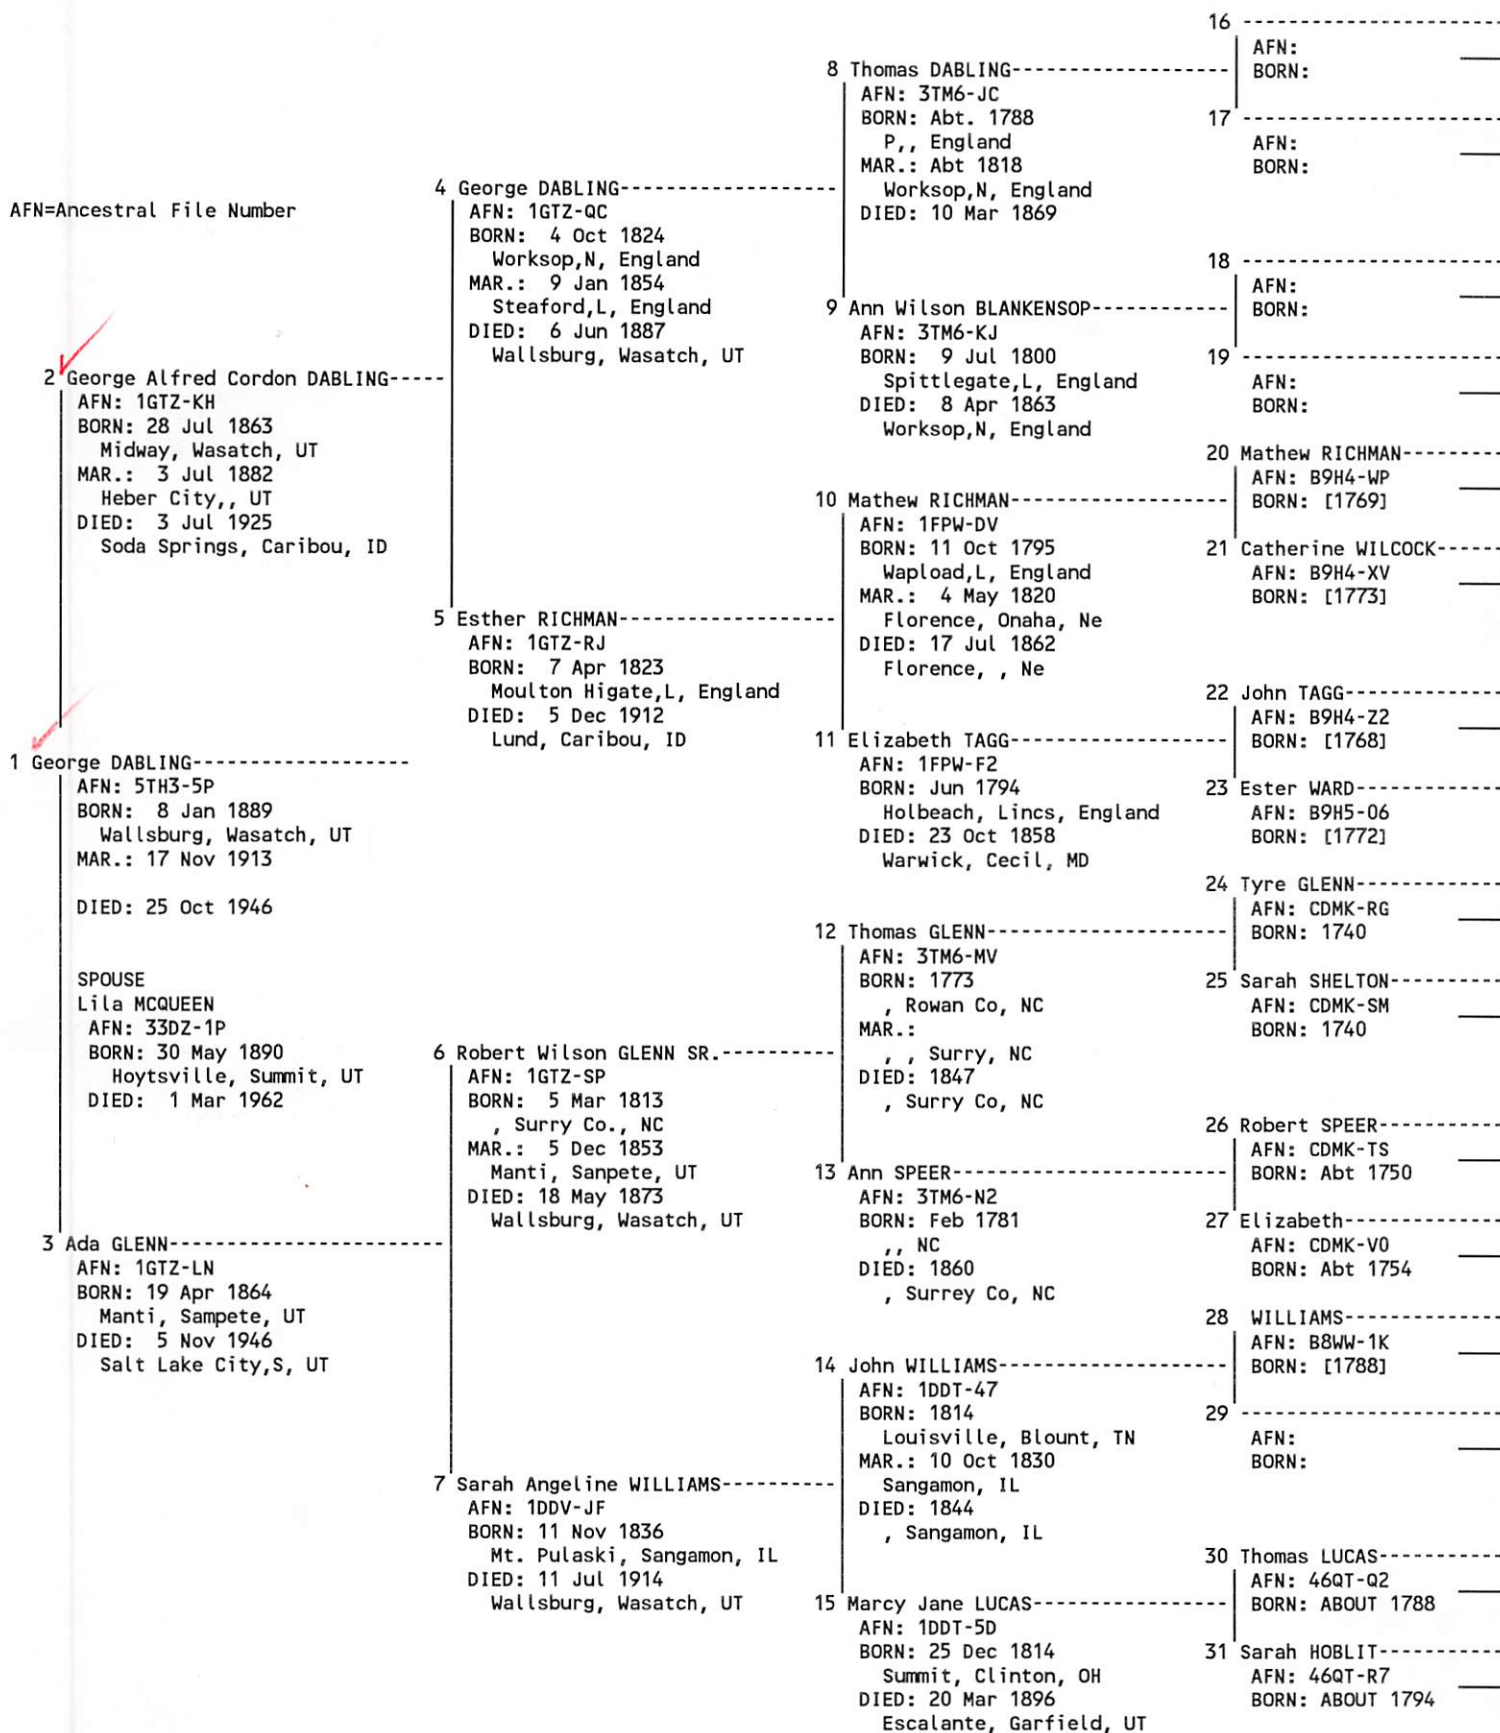 AFN=Ancestral File Number
1 George DABLING-------------------
AFN: 5TH3-5P
BORN:  8 Jan 1889
Wallsburg, Wasatch, UT
MAR.: 17 Nov 1913
DIED: 25 Oct 1946
SPOUSE
Lila MCQUEEN
AFN: 33DZ-1P
BORN: 30 May 1890
Hoytsville, Summit, UT
DIED:  1 Mar 1962
2 George Alfred Cordon DABLING-----
AFN: 1GTZ-KH
BORN: 28 Jul 1863
Midway, Wasatch, UT
MAR.:  3 Jul 1882
Heber City,, UT
DIED:  3 Jul 1925
Soda Springs, Caribou, ID
3 Ada GLENN------------------------
AFN: 1GTZ-LN
BORN: 19 Apr 1864
Manti, Sampete, UT
DIED:  5 Nov 1946
Salt Lake City,S, UT
4 George DABLING-------------------
AFN: 1GTZ-QC
BORN:  4 Oct 1824
Worksop,N, England
MAR.:  9 Jan 1854
Steaford,L, England
DIED:  6 Jun 1887
Wallsburg, Wasatch, UT
5 Esther RICHMAN-------------------
AFN: 1GTZ-RJ
BORN:  7 Apr 1823
Moulton Higate,L, England
DIED:  5 Dec 1912
Lund, Caribou, ID
6 Robert Wilson GLENN SR.----------
AFN: 1GTZ-SP
BORN:  5 Mar 1813
, Surry Co., NC
MAR.:  5 Dec 1853
Manti, Sanpete, UT
DIED: 18 May 1873
Wallsburg, Wasatch, UT
7 Sarah Angeline WILLIAMS----------
AFN: 1DDV-JF
BORN: 11 Nov 1836
Mt. Pulaski, Sangamon, IL
DIED: 11 Jul 1914
Wallsburg, Wasatch, UT
8 Thomas DABLING-------------------
AFN: 3TM6-JC
BORN: Abt. 1788
P,, England
MAR.: Abt 1818
Worksop,N, England
DIED: 10 Mar 1869
9 Ann Wilson BLANKENSOP------------
AFN: 3TM6-KJ
BORN:  9 Jul 1800
Spittlegate,L, England
DIED:  8 Apr 1863
Worksop,N, England
10 Mathew RICHMAN-------------------
AFN: 1FPW-DV
BORN: 11 Oct 1795
Wapload,L, England
MAR.:  4 May 1820
Florence, Onaha, Ne
DIED: 17 Jul 1862
Florence, , Ne
11 Elizabeth TAGG-------------------
AFN: 1FPW-F2
BORN: Jun 1794
Holbeach, Lincs, England
DIED: 23 Oct 1858
Warwick, Cecil, MD
12 Thomas GLENN---------------------
AFN: 3TM6-MV
BORN: 1773
, Rowan Co, NC
MAR.:
, , Surry, NC
DIED: 1847
, Surry Co, NC
13 Ann SPEER------------------------
AFN: 3TM6-N2
BORN: Feb 1781
,, NC
DIED: 1860
, Surrey Co, NC
14 John WILLIAMS--------------------
AFN: 1DDT-47
BORN: 1814
Louisville, Blount, TN
MAR.: 10 Oct 1830
Sangamon, IL
DIED: 1844
, Sangamon, IL
15 Marcy Jane LUCAS-----------------
AFN: 1DDT-5D
BORN: 25 Dec 1814
Summit, Clinton, OH
DIED: 20 Mar 1896
Escalante, Garfield, UT
16 -----------------------
AFN:
BORN:
17 -----------------------
AFN:
BORN:
18 -----------------------
AFN:
BORN:
19 -----------------------
AFN:
BORN:
20 Mathew RICHMAN---------
AFN: B9H4-WP
BORN: [1769]
21 Catherine WILCOCK------
AFN: B9H4-XV
BORN: [1773]
22 John TAGG--------------
AFN: B9H4-Z2
BORN: [1768]
23 Ester WARD-------------
AFN: B9H5-06
BORN: [1772]
24 Tyre GLENN-------------
AFN: CDMK-RG
BORN: 1740
25 Sarah SHELTON----------
AFN: CDMK-SM
BORN: 1740
26 Robert SPEER-----------
AFN: CDMK-TS
BORN: Abt 1750
27 Elizabeth--------------
AFN: CDMK-V0
BORN: Abt 1754
28  WILLIAMS--------------
AFN: B8WW-1K
BORN: [1788]
29 -----------------------
AFN:
BORN:
30 Thomas LUCAS-----------
AFN: 46QT-Q2
BORN: ABOUT 1788
31 Sarah HOBLIT-----------
AFN: 46QT-R7
BORN: ABOUT 1794